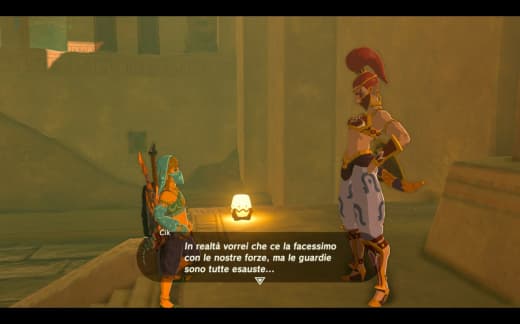 Cik
In realtà vorrei che ce la facessimo
con le nostre forze, ma le guardie
sono tutte esauste...